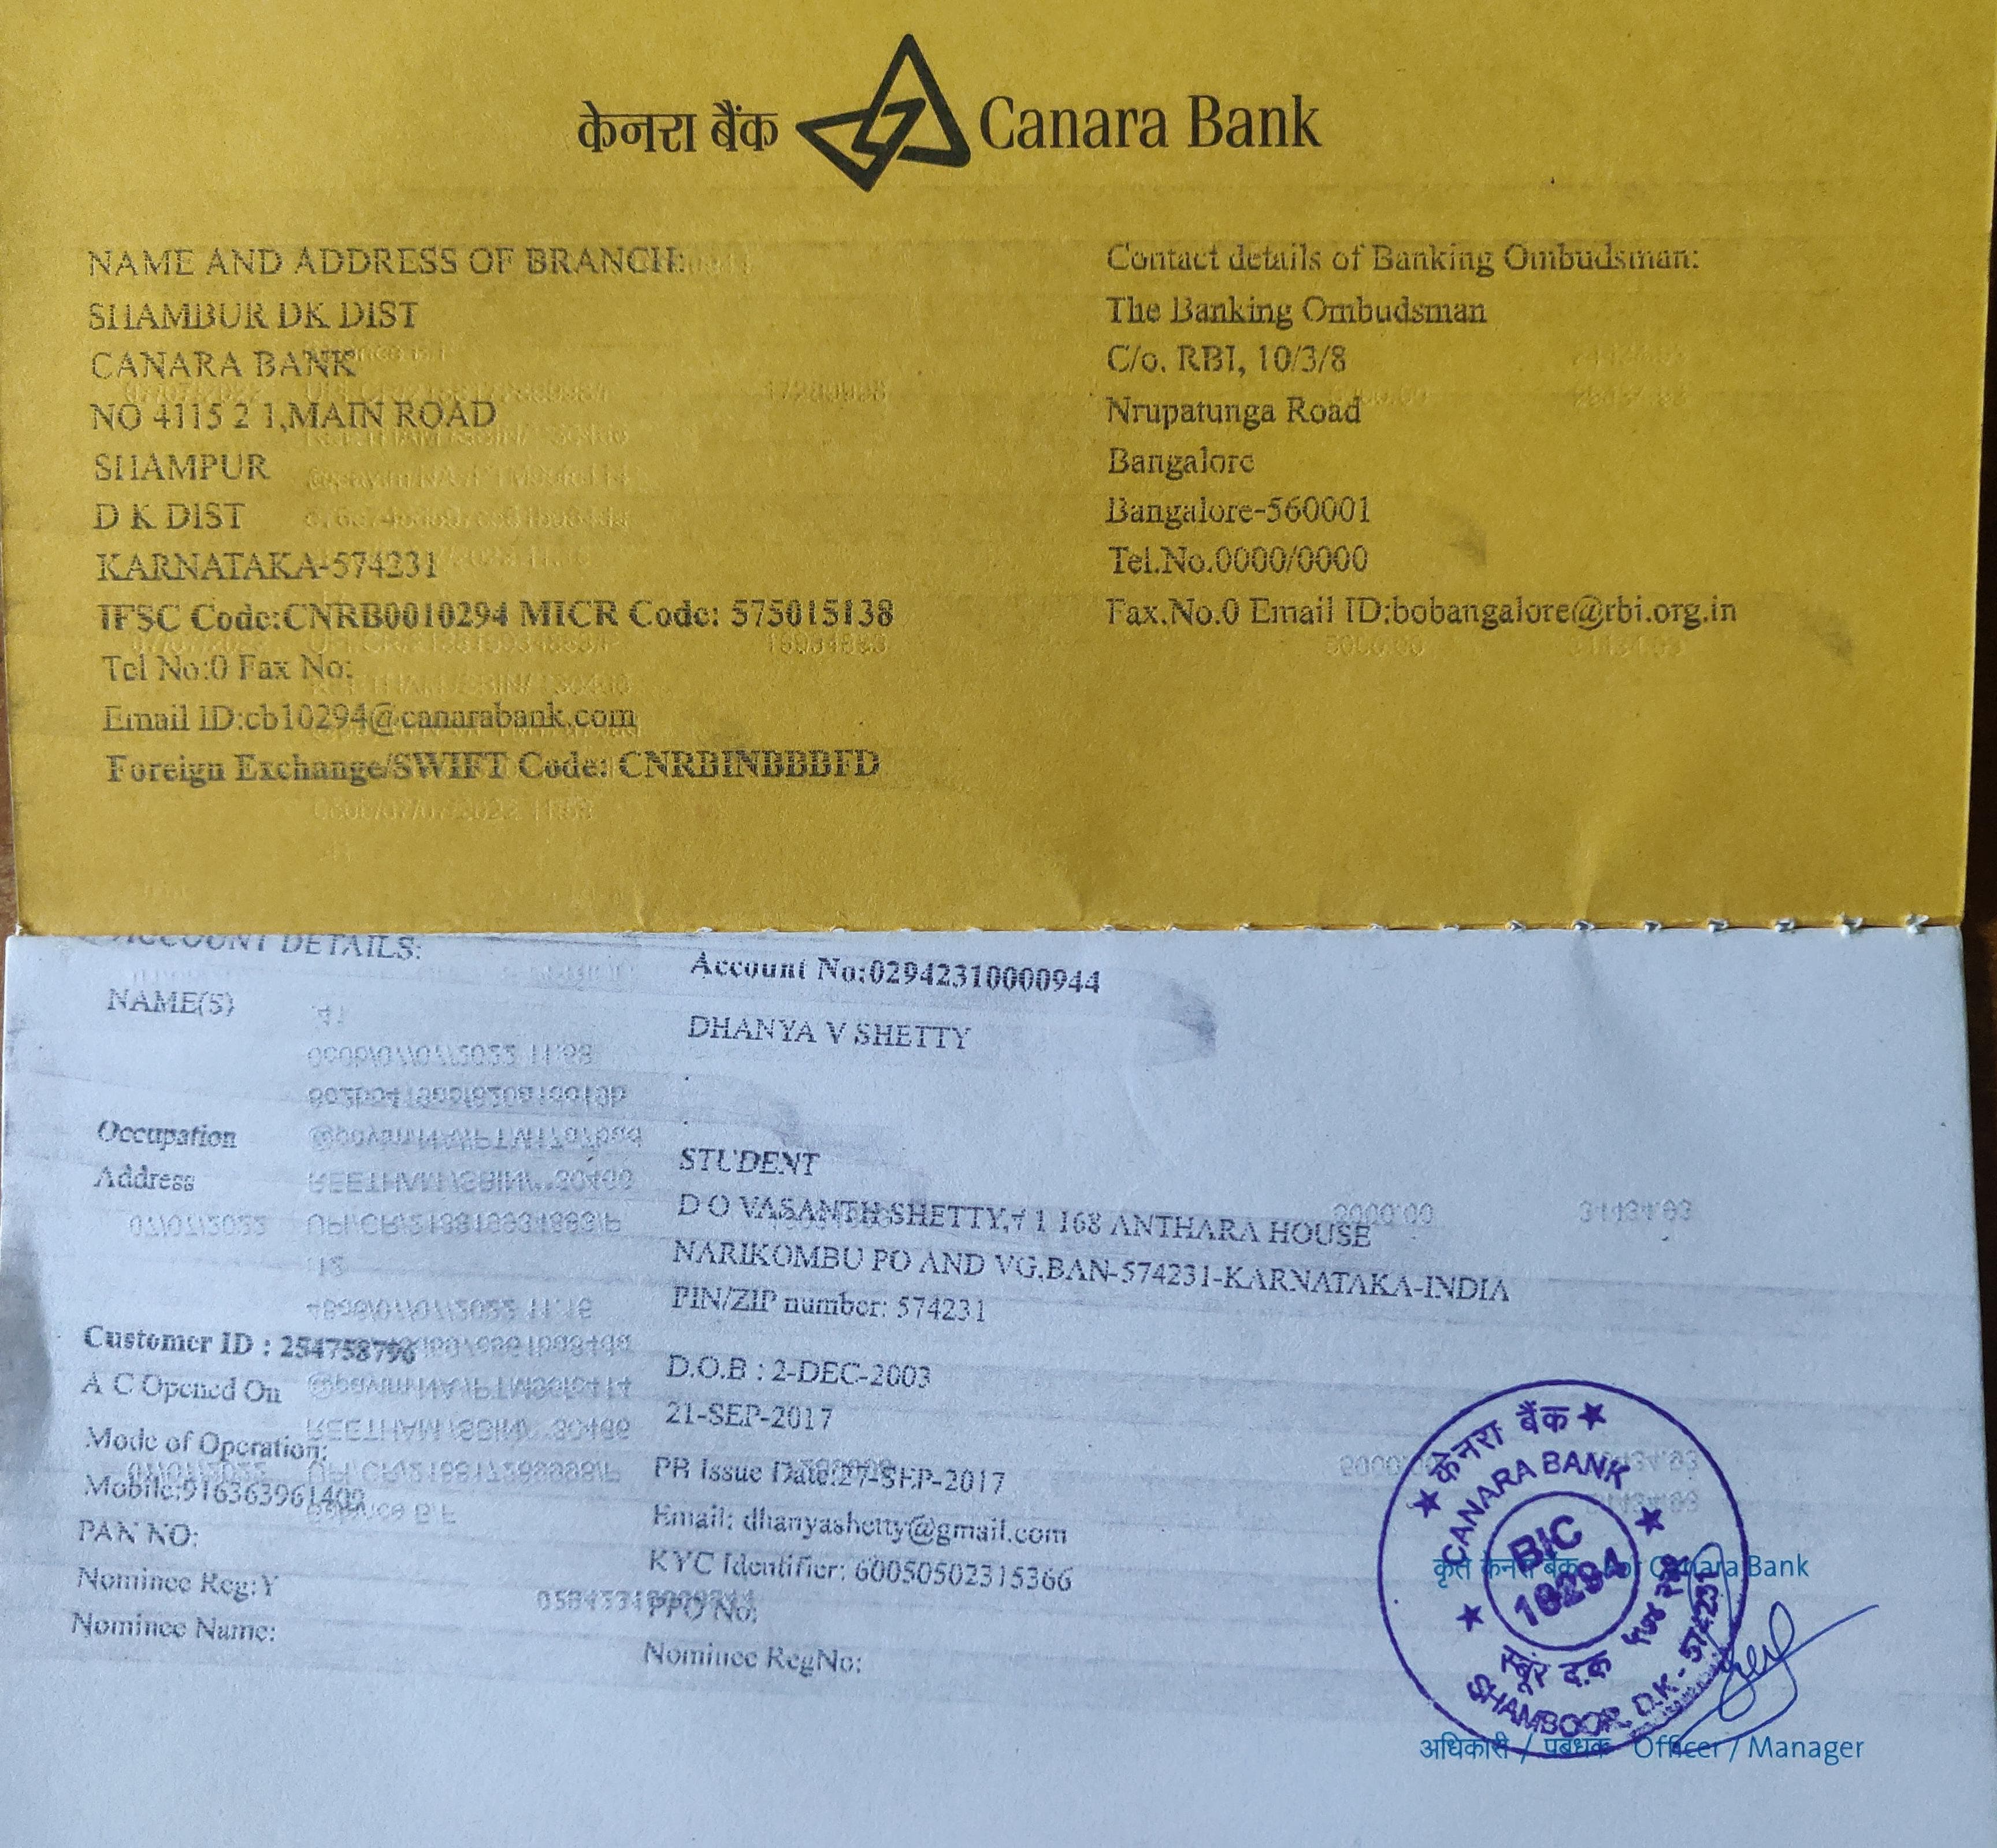 केनरा बैंक Canara Bank
NAME AND ADDRESS OF BRANCH:
SHAMBUR DK DIST
CANARA BANK
NO 4115 2 1,MAIN ROAD
SHAMPUR
D K DIST
KARNATAKA-574231
IFSC Code:CNRB0010294 MICR Code: 575015138
Tel No:0 Fax No:
Email ID:cb10294@canarabank.com
Foreign Exchange/SWIFT Code: CNRBINBBBFD
Contact details of Banking Ombudsman:
The Banking Ombudsman
C/o. RBI, 10/3/8
Nrupatunga Road
Bangalore
Bangalore-560001
Tel.No.0000/0000
Fax.No.0 Email ID:bobangalore@rbi.org.in
ACCOUNT DETAILS:
Account No:02942310000944
NAME(S) DHANYA V SHETTY
Occupation STUDENT
Address D O VASANTH SHETTY,# 1 168 ANTHARA HOUSE
NARIKOMBU PO AND VG,BAN-574231-KARNATAKA-INDIA
PIN/ZIP number: 574231
Customer ID : 254758796 D.O.B : 2-DEC-2003
A C Opened On 21-SEP-2017
Mode of Operation: PB Issue Date:27-SEP-2017
Mobile:916363961409 Email: dhanyashetty@gmail.com
PAN NO: KYC Identifier: 60050502315366
Nominee Reg:Y PPO No:
Nominee Name: Nominee RegNo:
केनरा बैंक
CANARA BANK
BIC
10294
SHAMBOOR, D.K.- 574231
कृते केनरा बैंक For Canara Bank
अधिकारी / प्रबंधक Officer / Manager